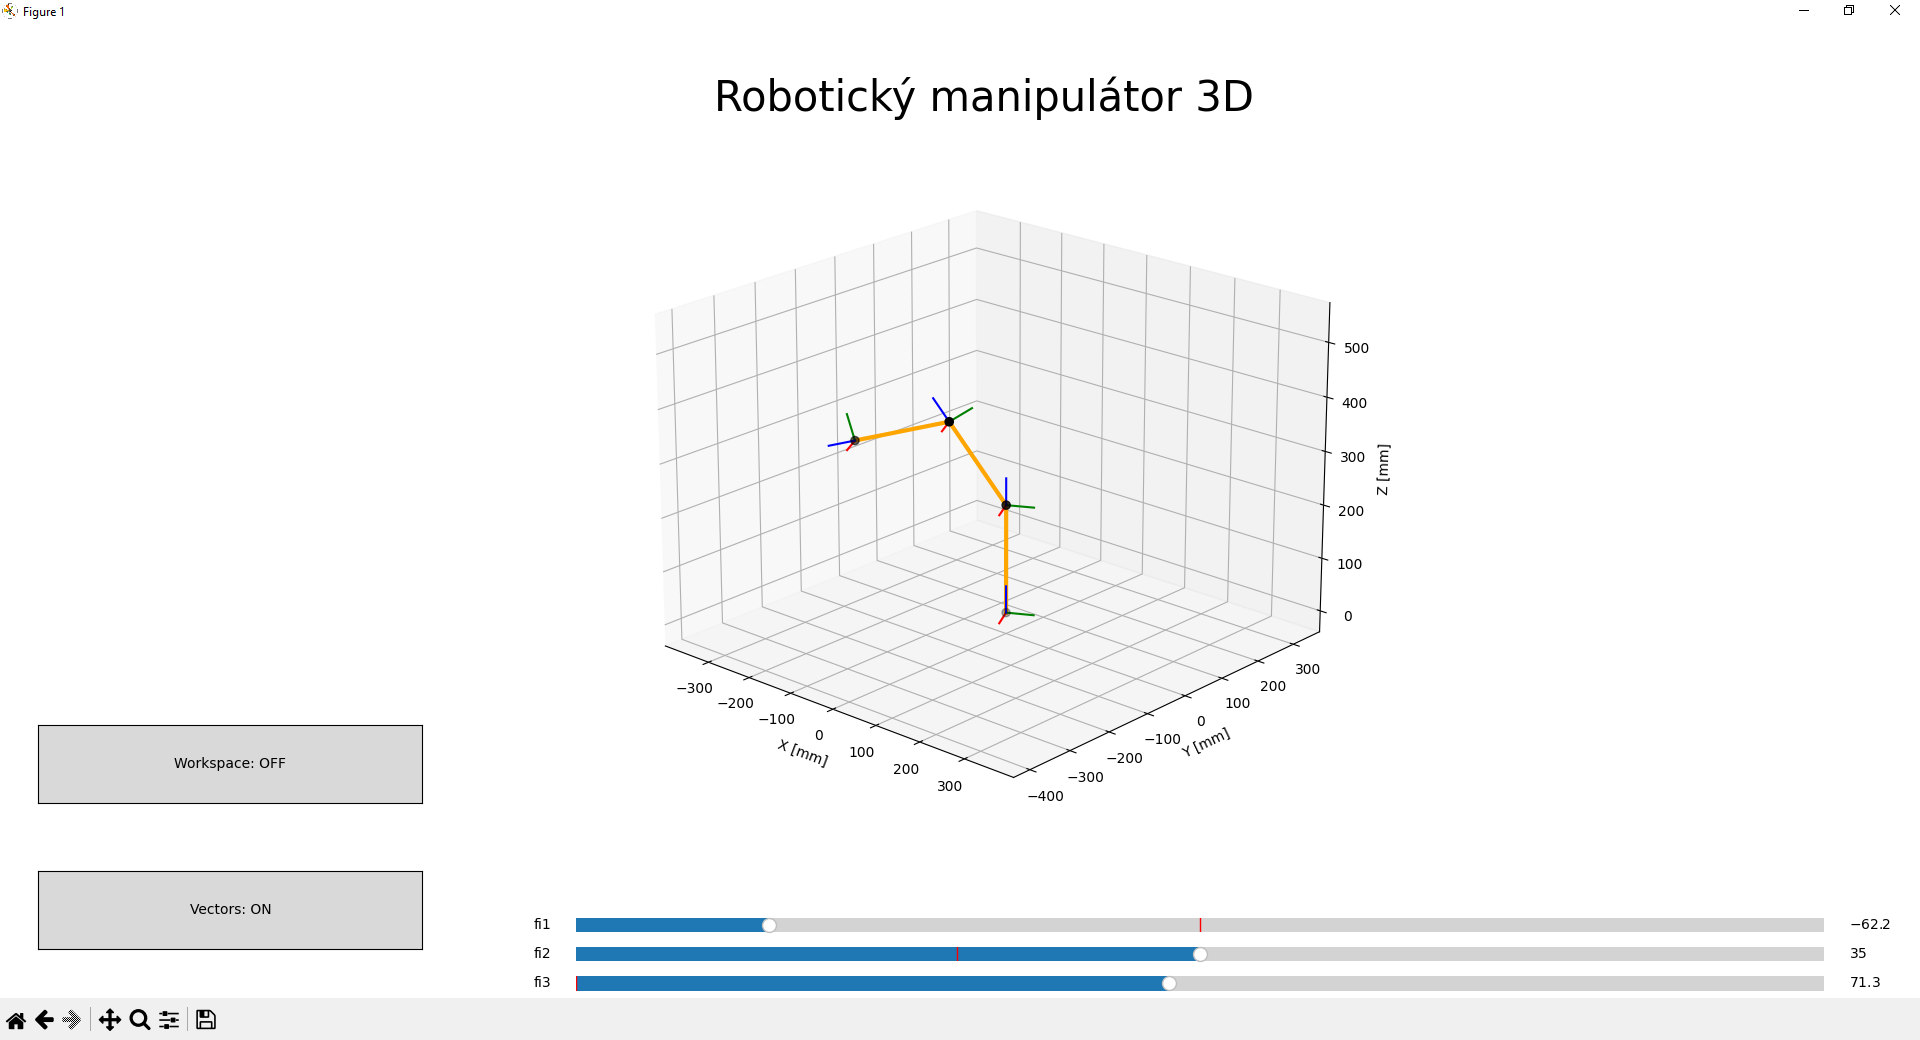 Figure 1
Robotický manipulátor 3D
500
400
300
200
100
0
Z [mm]
−300
−200
−100
0
100
200
300
X [mm]
−400
−300
−200
−100
0
100
200
300
Y [mm]
Workspace: OFF
Vectors: ON
fi1 −62.2
fi2 35
fi3 71.3